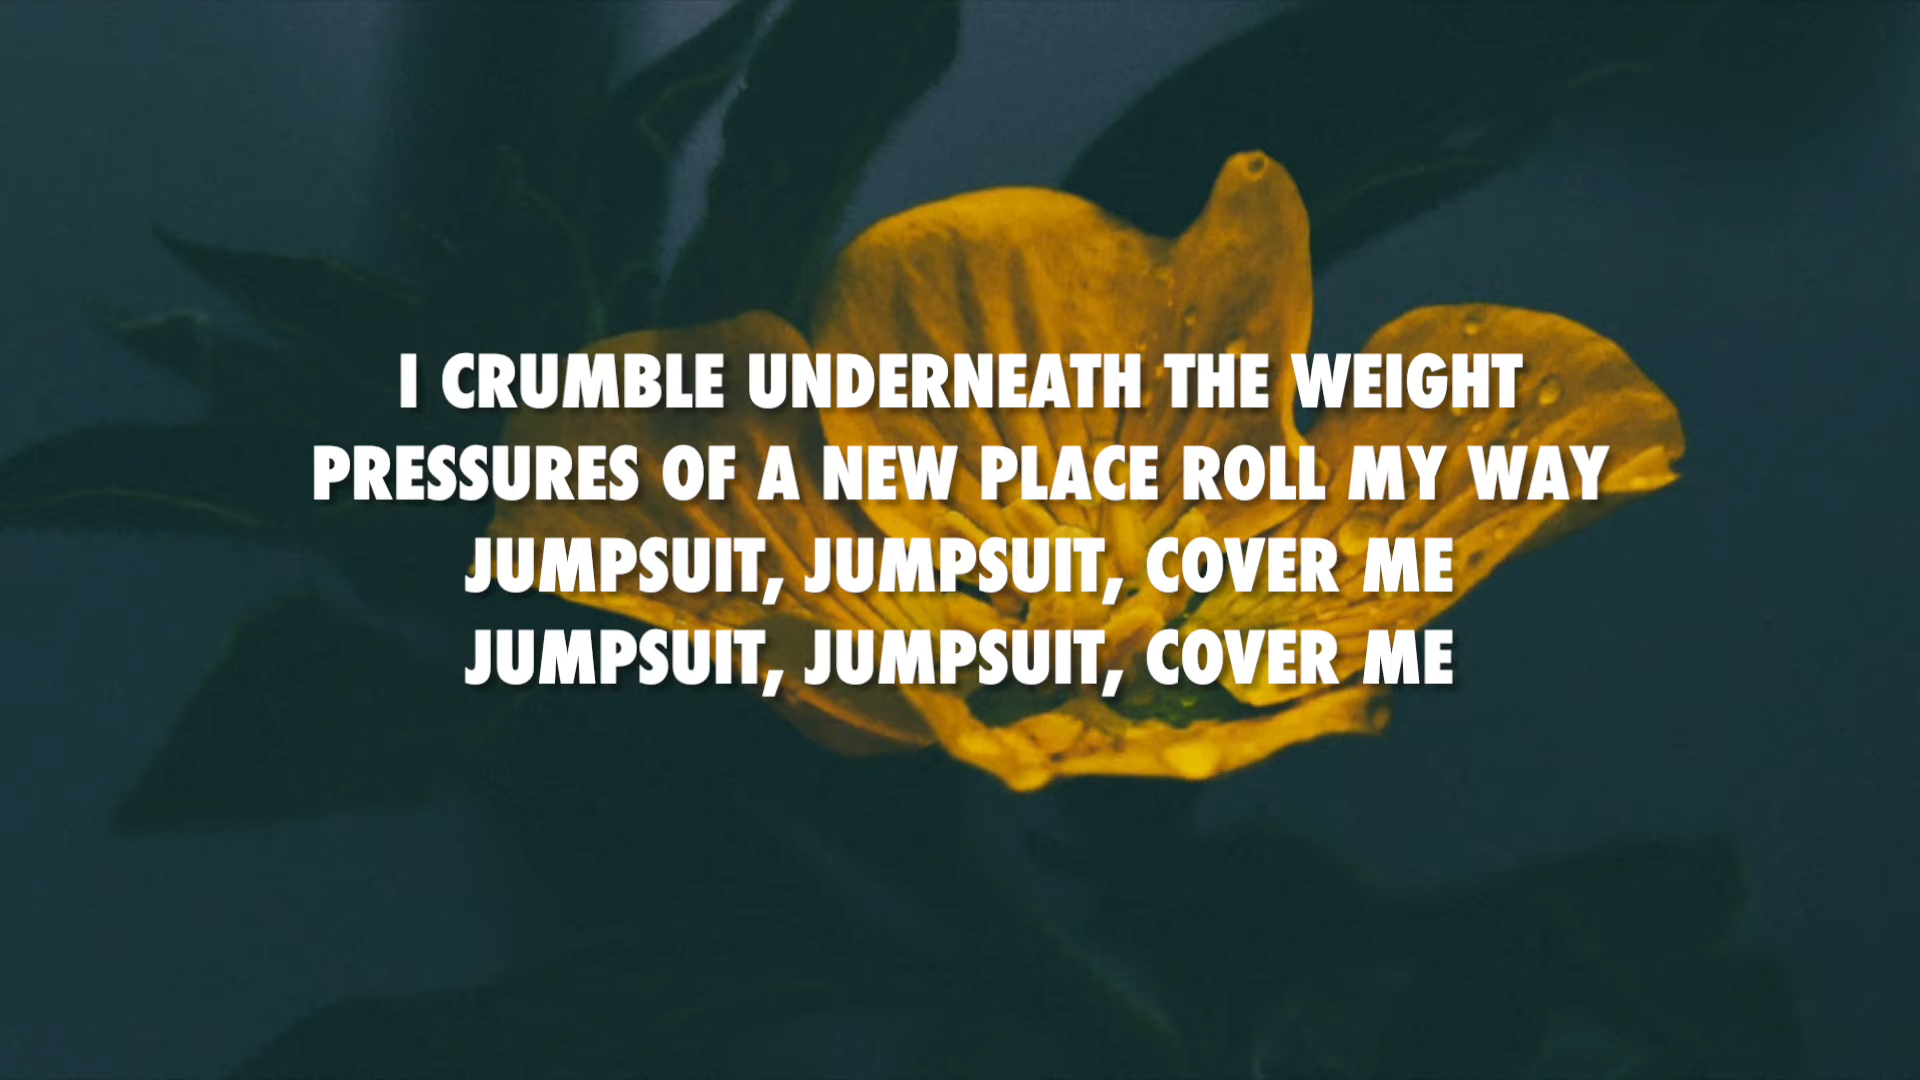 I CRUMBLE UNDERNEATH THE WEIGHT
PRESSURES OF A NEW PLACE ROLL MY WAY
JUMPSUIT, JUMPSUIT, COVER ME
JUMPSUIT, JUMPSUIT, COVER ME